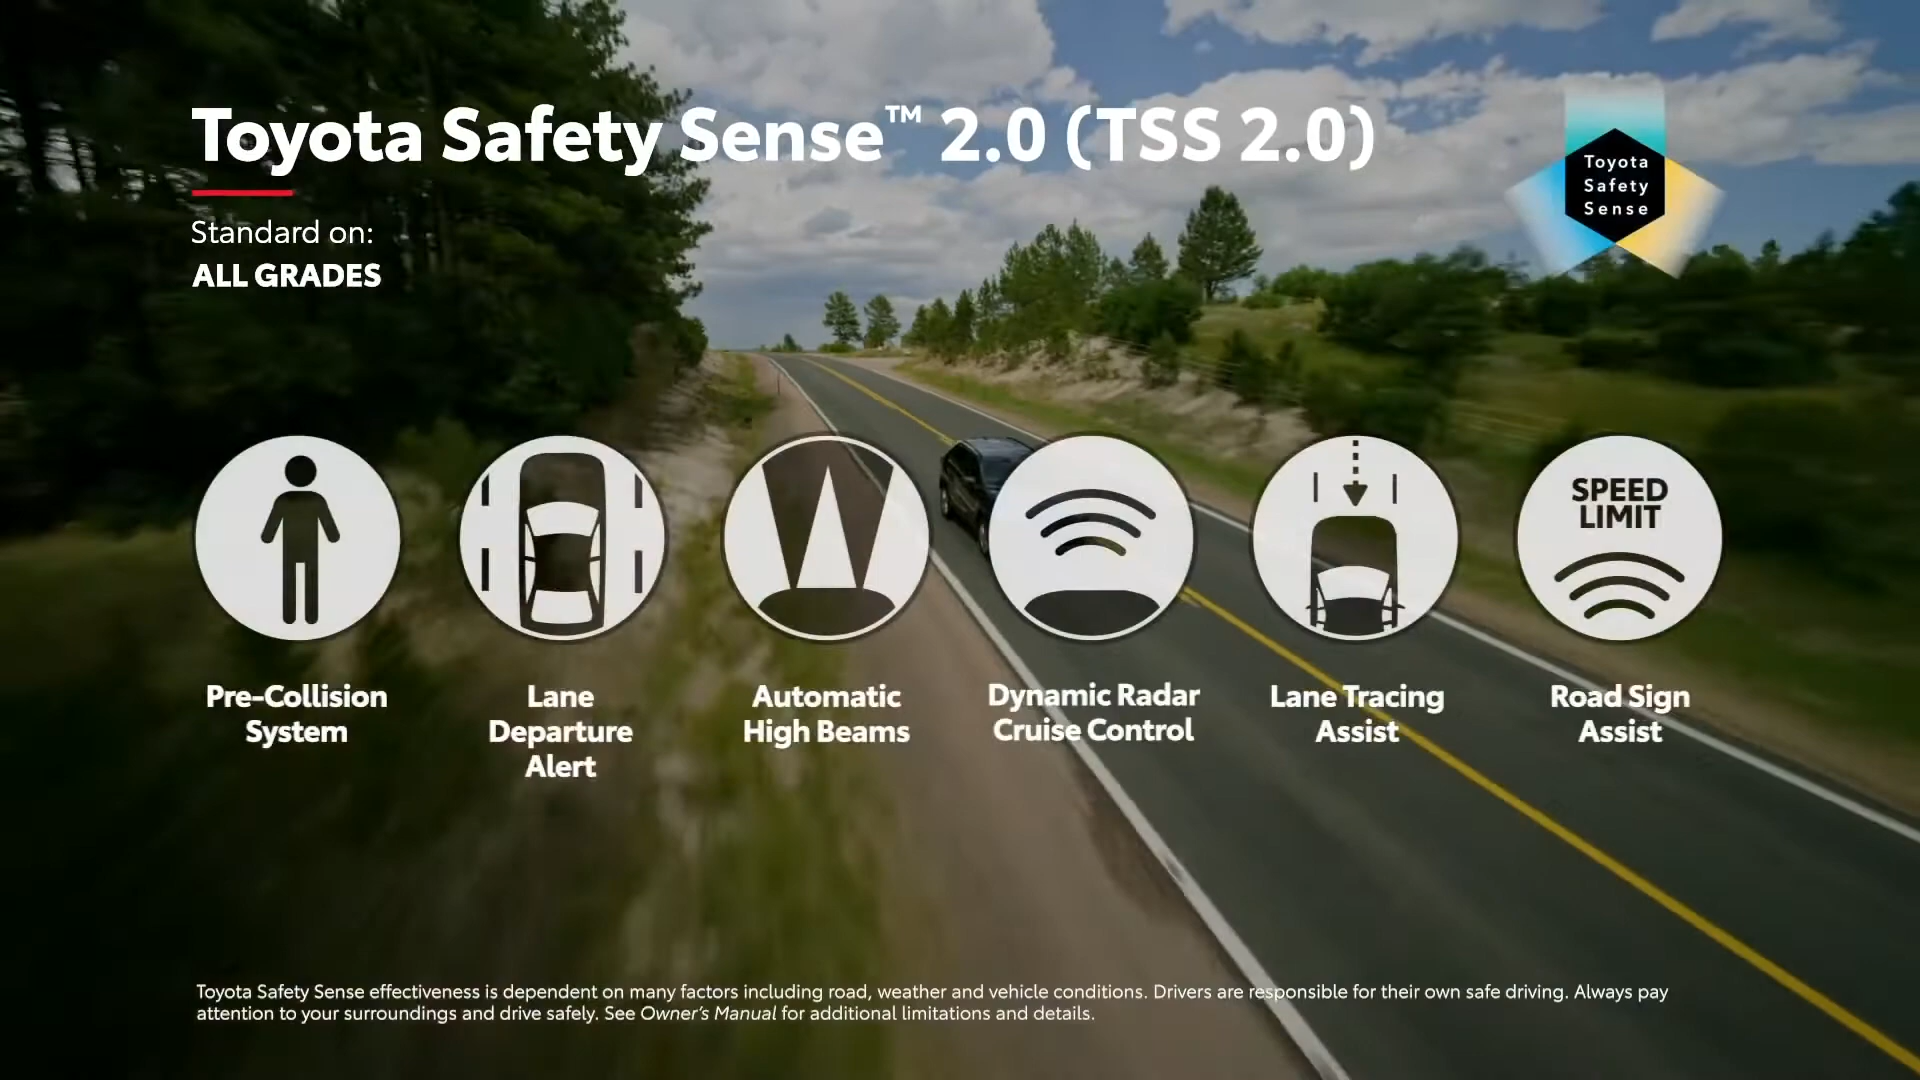 Toyota Safety Sense™ 2.0 (TSS 2.0)
Toyota
Safety
Sense
Standard on:
ALL GRADES
SPEED
LIMIT
Pre-Collision
System
Lane
Departure
Alert
Automatic
High Beams
Dynamic Radar
Cruise Control
Lane Tracing
Assist
Road Sign
Assist
Toyota Safety Sense effectiveness is dependent on many factors including road, weather and vehicle conditions. Drivers are responsible for their own safe driving. Always pay
attention to your surroundings and drive safely. See Owner's Manual for additional limitations and details.